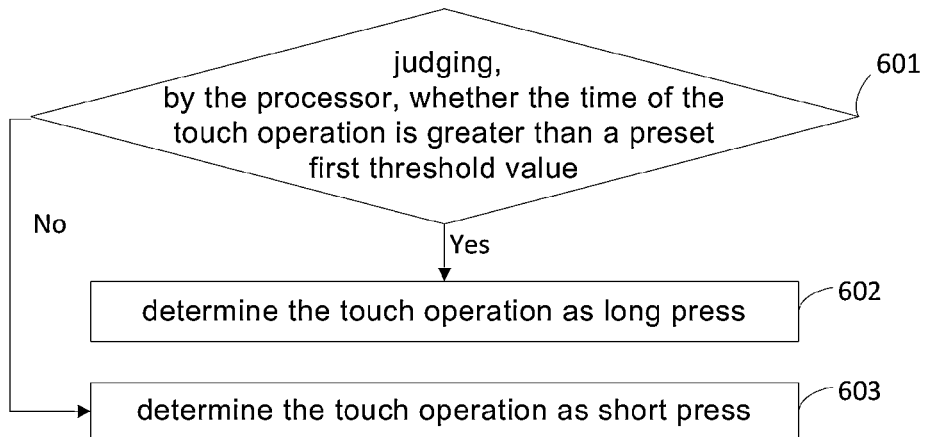 judging,
by the processor, whether the time of the
touch operation is greater than a preset
first threshold value
601
No
Yes
determine the touch operation as long press
602
determine the touch operation as short press
603